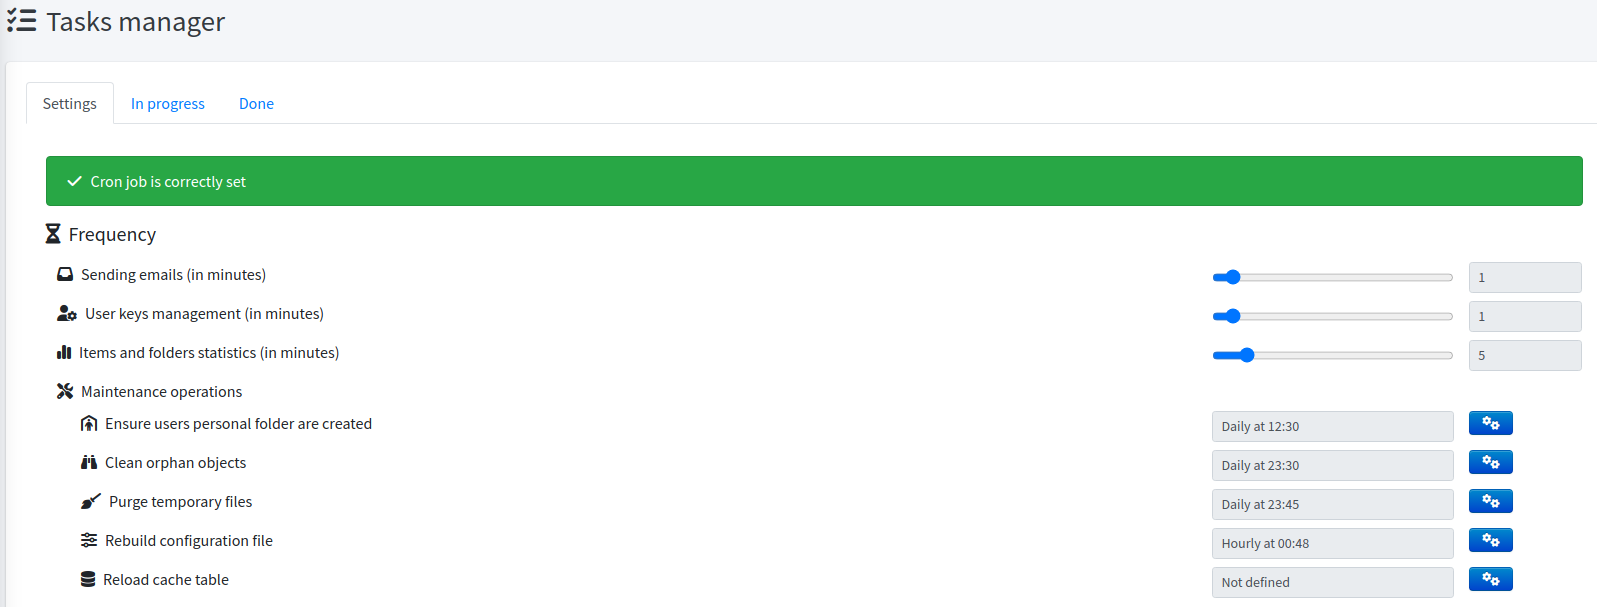 Tasks manager
Settings In progress Done
Cron job is correctly set
Frequency
Sending emails (in minutes) 1
User keys management (in minutes) 1
Items and folders statistics (in minutes) 5
Maintenance operations
Ensure users personal folder are created Daily at 12:30
Clean orphan objects Daily at 23:30
Purge temporary files Daily at 23:45
Rebuild configuration file Hourly at 00:48
Reload cache table Not defined